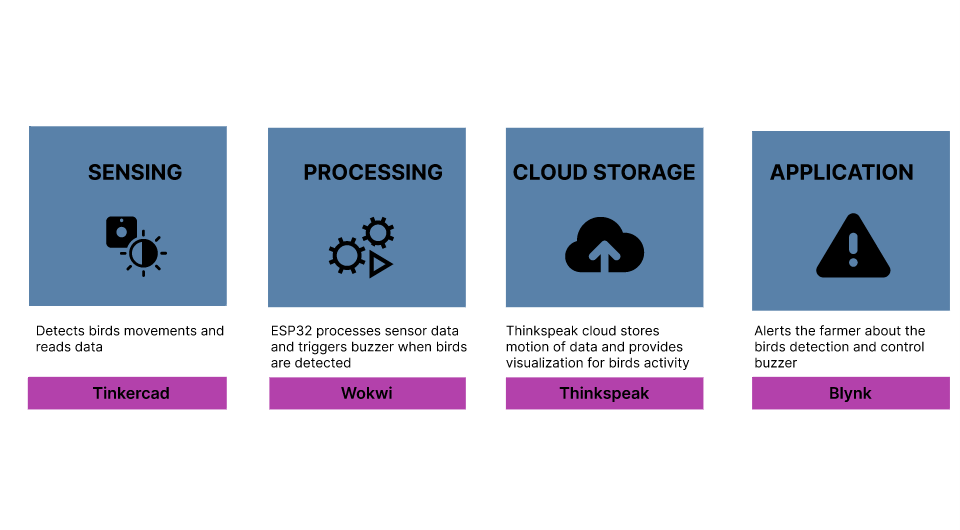 SENSING
Detects birds movements and
reads data
Tinkercad
PROCESSING
ESP32 processes sensor data
and triggers buzzer when birds
are detected
Wokwi
CLOUD STORAGE
Thinkspeak cloud stores
motion of data and provides
visualization for birds activity
Thinkspeak
APPLICATION
Alerts the farmer about the
birds detection and control
buzzer
Blynk